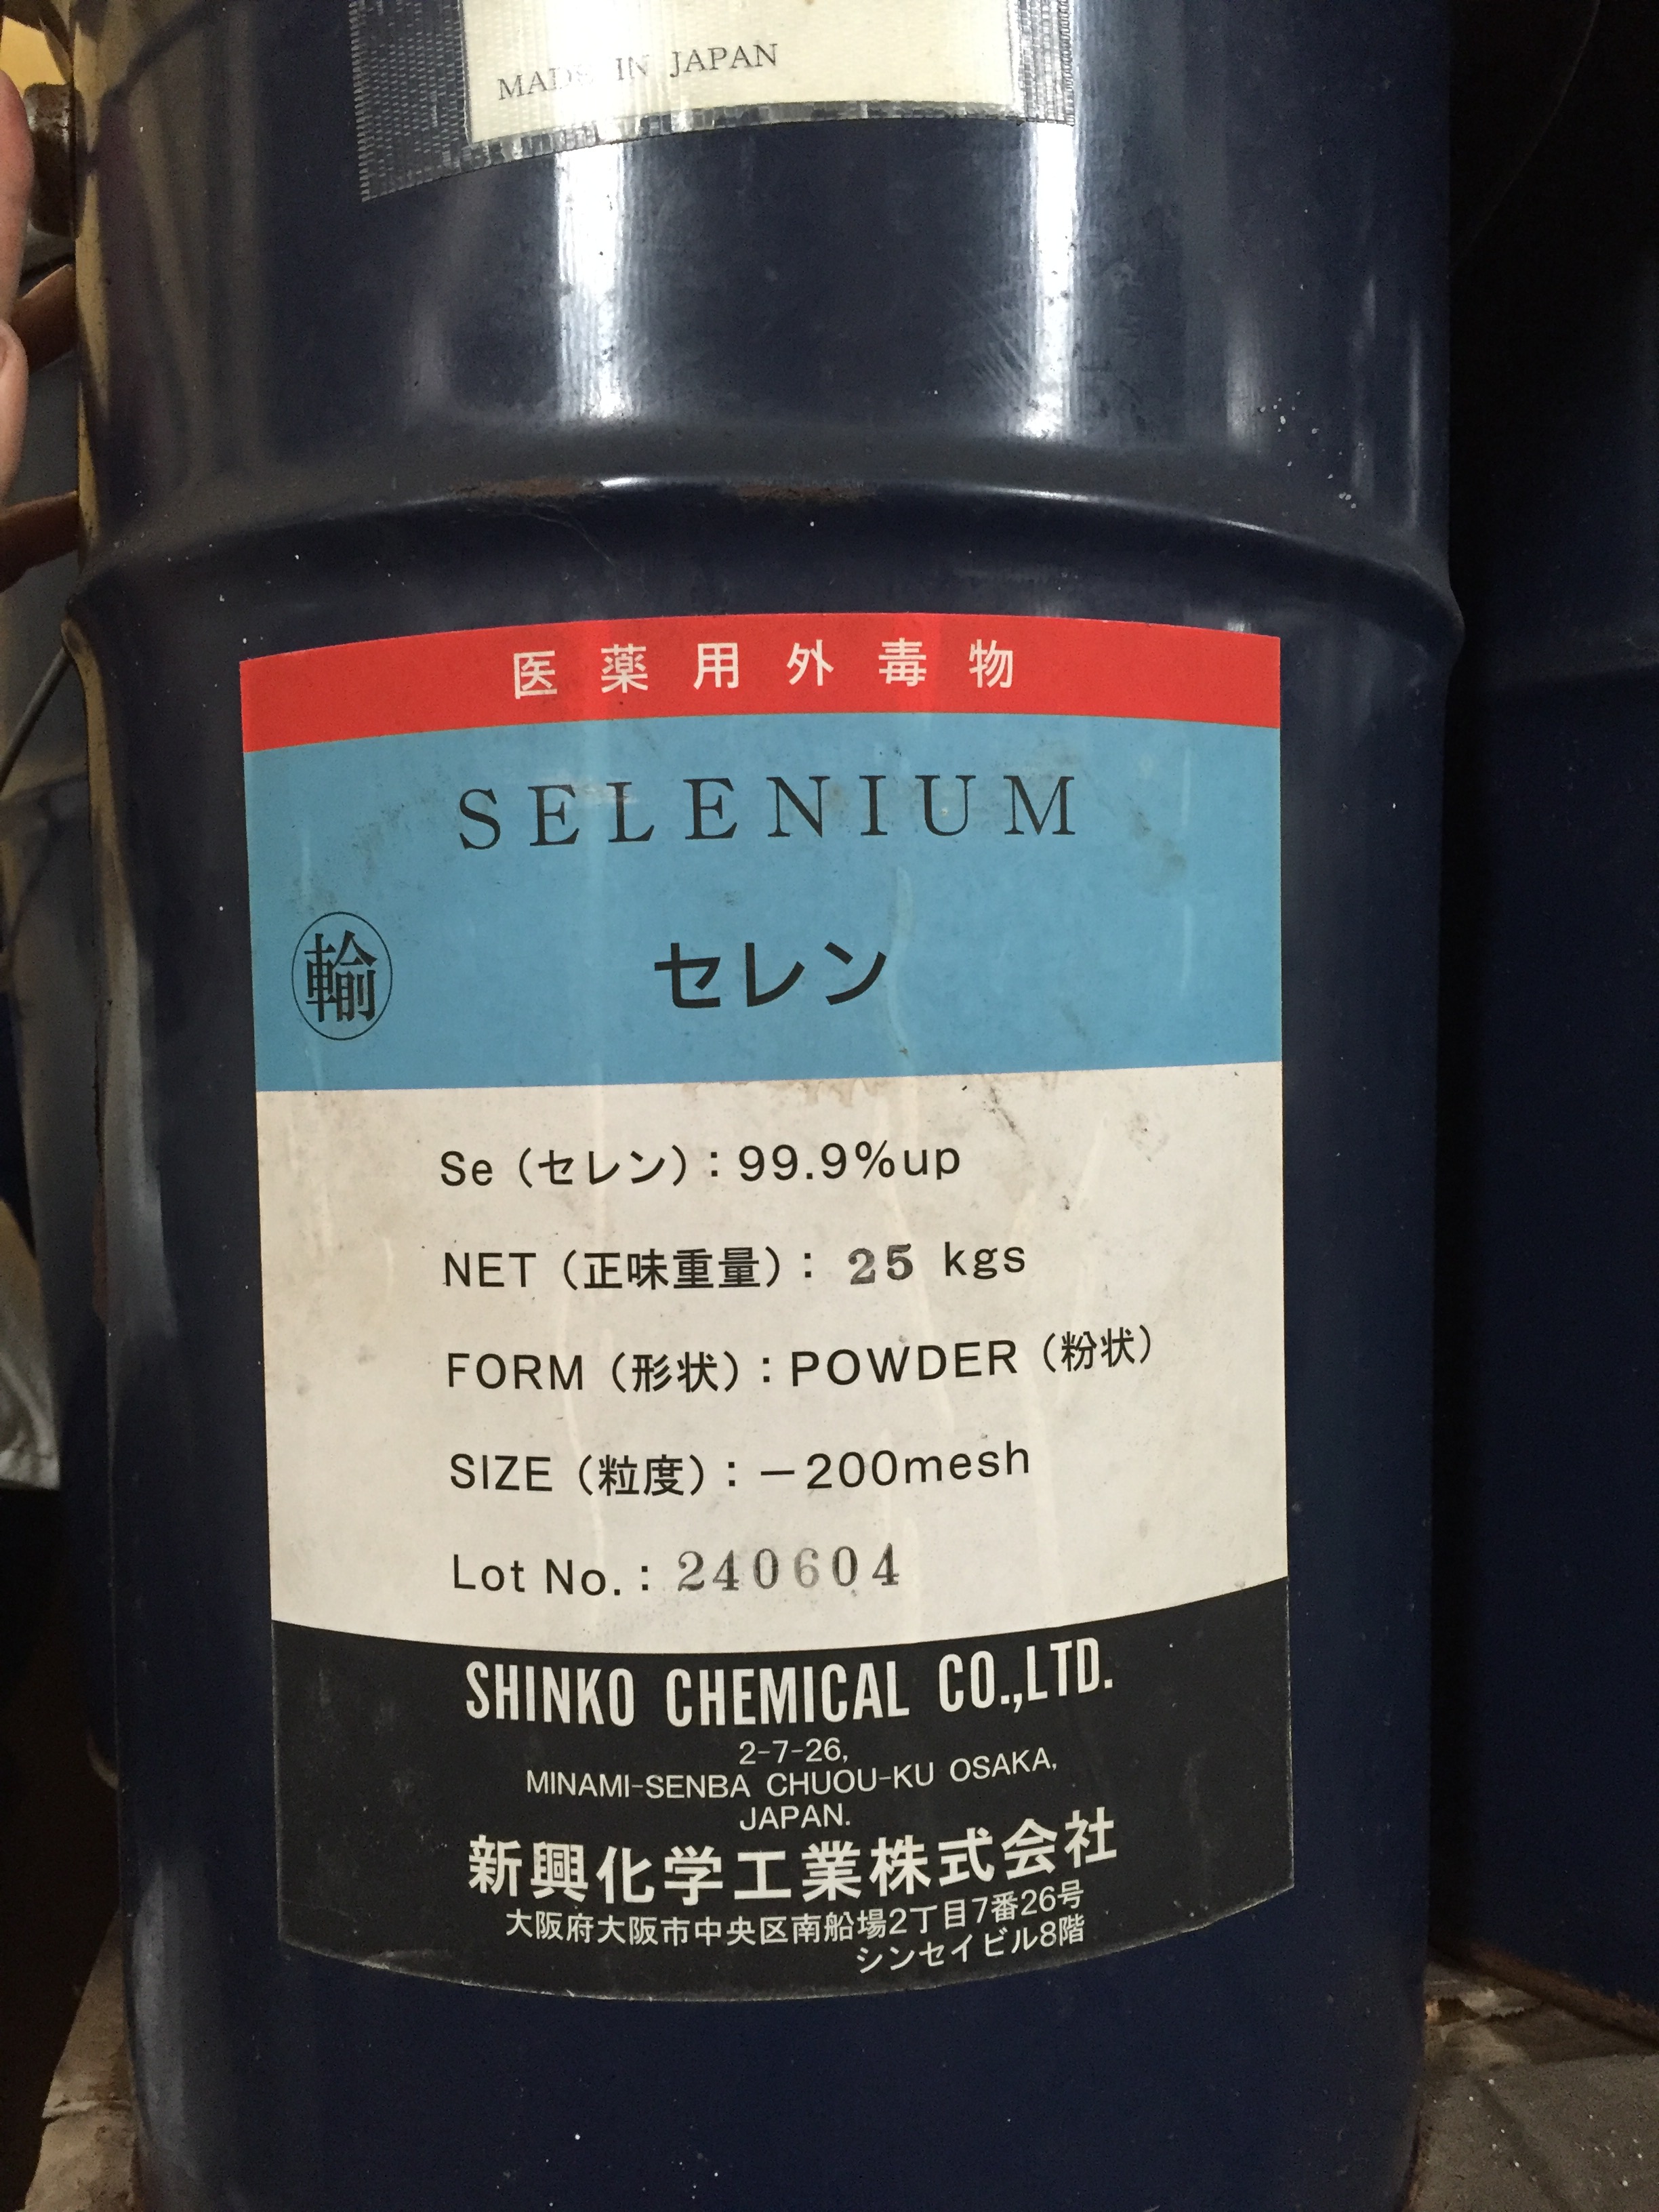 MADE IN JAPAN
医薬用外毒物
SELENIUM
輸
セレン
Se（セレン）：99.9%up
NET（正味重量）： 25 kgs
FORM（形状）：POWDER（粉状）
SIZE（粒度）：－200mesh
Lot No.：240604
SHINKO CHEMICAL CO.,LTD.
2-7-26,
MINAMI-SENBA CHUOU-KU OSAKA,
JAPAN.
新興化学工業株式会社
大阪府大阪市中央区南船場2丁目7番26号
シンセイビル8階